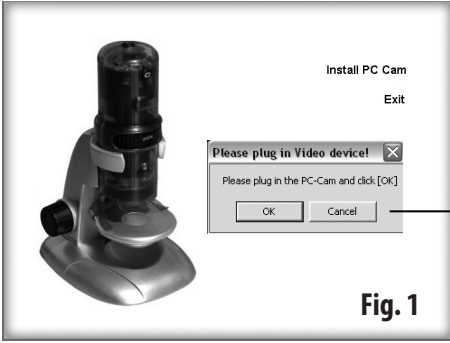 Install PC Cam
Exit
Please plug in Video device!
Please plug in the PC-Cam and click [OK]
OK
Cancel
Fig. 1